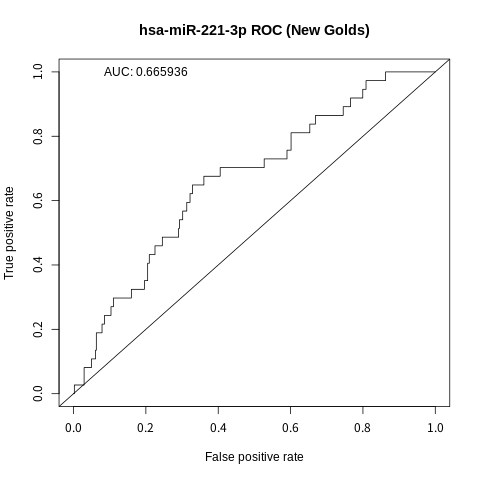 hsa-miR-221-3p ROC (New Golds)
AUC: 0.665936
1.0
0.8
0.6
0.4
0.2
0.0
True positive rate
0.0 0.2 0.4 0.6 0.8 1.0
False positive rate